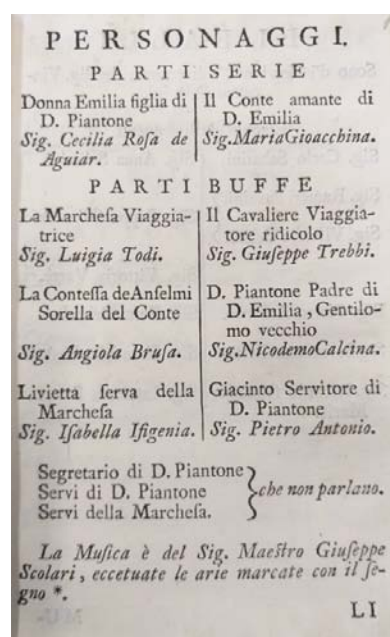 PERSONAGGI.
PARTI SERIE
Donna Emilia figlia di
D. Piantone
Sig. Cecilia Roſa de
Aguiar.
Il Conte amante di
D. Emilia
Sig. Maria Gioacchina.
PARTI BUFFE
La Marcheſa Viaggia-
trice
Sig. Luigia Todi.
Il Cavaliere Viaggia-
tore ridicolo
Sig. Giuſeppe Trebbi.
La Conteſſa de Anſelmi
Sorella del Conte
Sig. Angiola Bruſa.
D. Piantone Padre di
D. Emilia, Gentilo-
mo vecchio
Sig. Nicodemo Calcina.
Livietta ſerva della
Marcheſa
Sig. Iſabella Ifigenia.
Giacinto Servitore di
D. Piantone
Sig. Pietro Antonio.
Segretario di D. Piantone
Servi di D. Piantone
Servi della Marcheſa.
che non parlano.
La Muſica è del Sig. Maeſtro Giuſeppe
Scolari, eccetuate le arie marcate con il ſe-
gno *.
LI